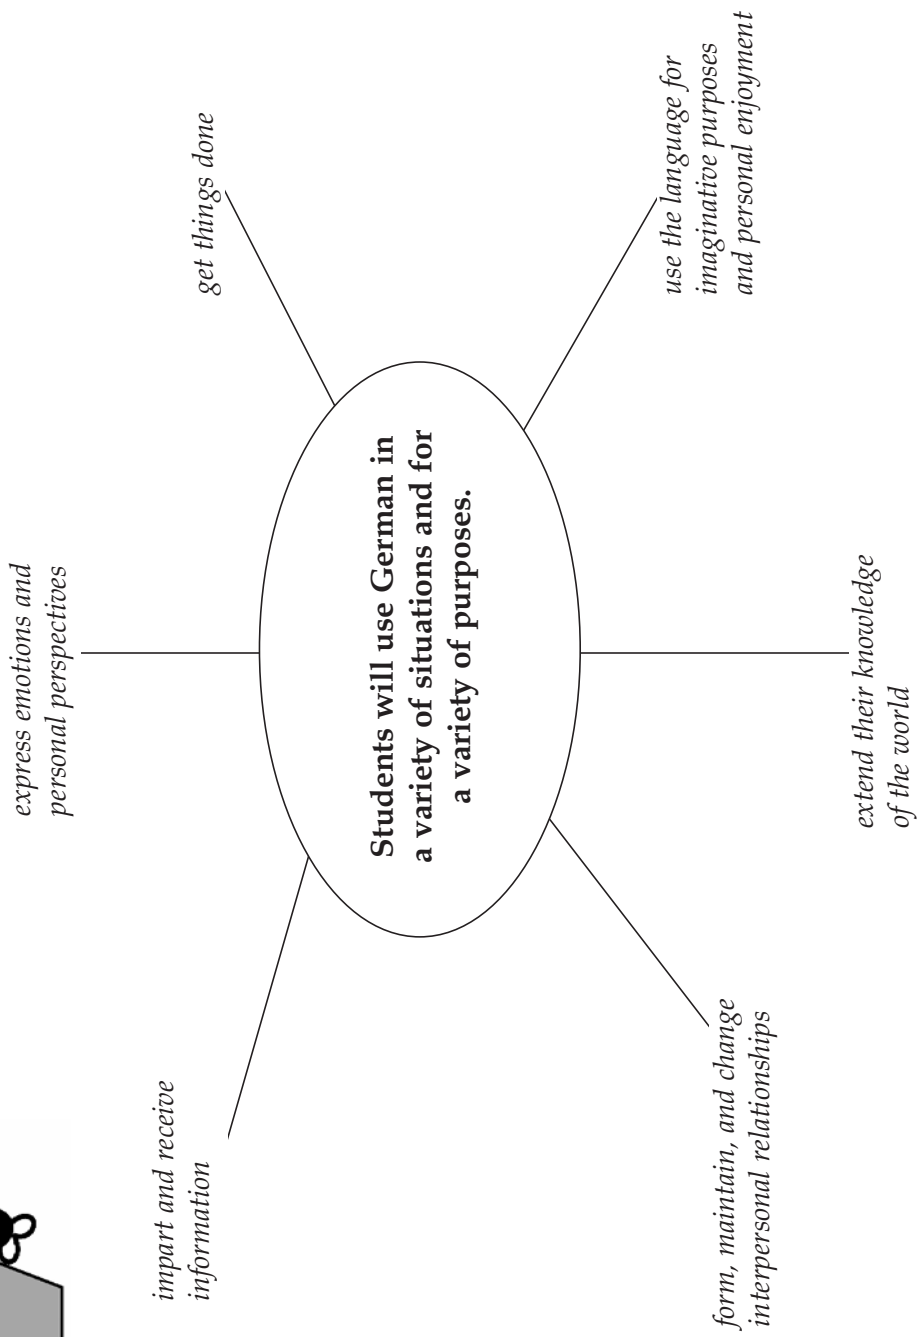 express emotions and
personal perspectives
impart and receive
information
get things done
Students will use German in
a variety of situations and for
a variety of purposes.
form, maintain, and change
interpersonal relationships
use the language for
imaginative purposes
and personal enjoyment
extend their knowledge
of the world